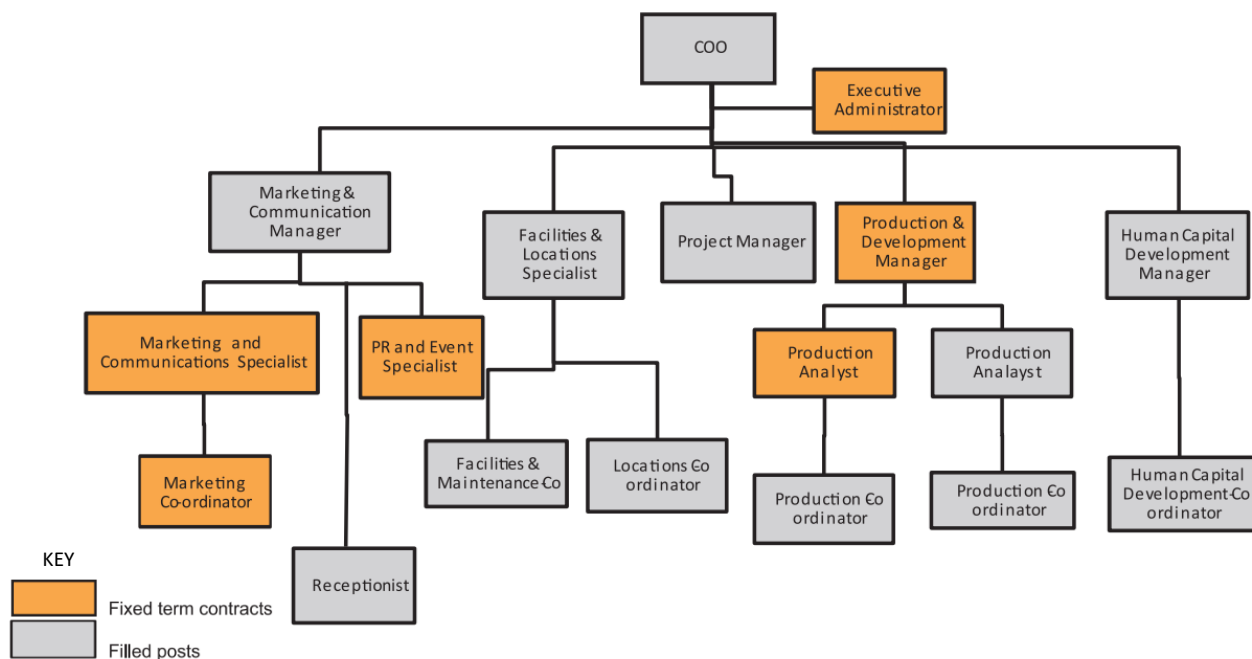 COO
Executive
Administrator
Marketing &
Communication
Manager
Facilities &
Locations
Specialist
Project Manager
Production &
Development
Manager
Human Capital
Development
Manager
Marketing and
Communications Specialist
PR and Event
Specialist
Production
Analyst
Production
Analayst
Marketing
Co-ordinator
Facilities &
Maintenance-Co
Locations Co
ordinator
Production Co
ordinator
Production Co
ordinator
Human Capital
Development-Co
ordinator
Receptionist
KEY
Fixed term contracts
Filled posts